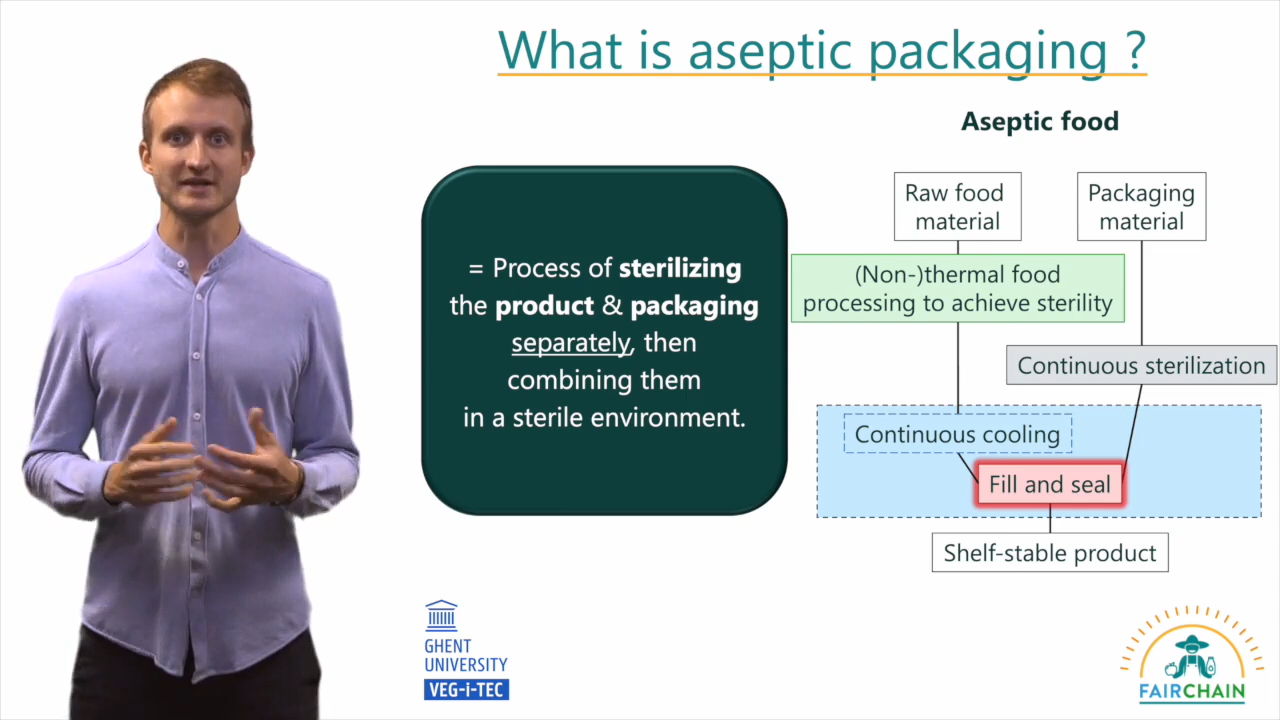 What is aseptic packaging ?
Aseptic food
= Process of sterilizing
the product & packaging
separately, then
combining them
in a sterile environment.
Raw food
material
Packaging
material
(Non-)thermal food
processing to achieve sterility
Continuous sterilization
Continuous cooling
Fill and seal
Shelf-stable product
GHENT
UNIVERSITY
VEG-i-TEC
FAIRCHAIN